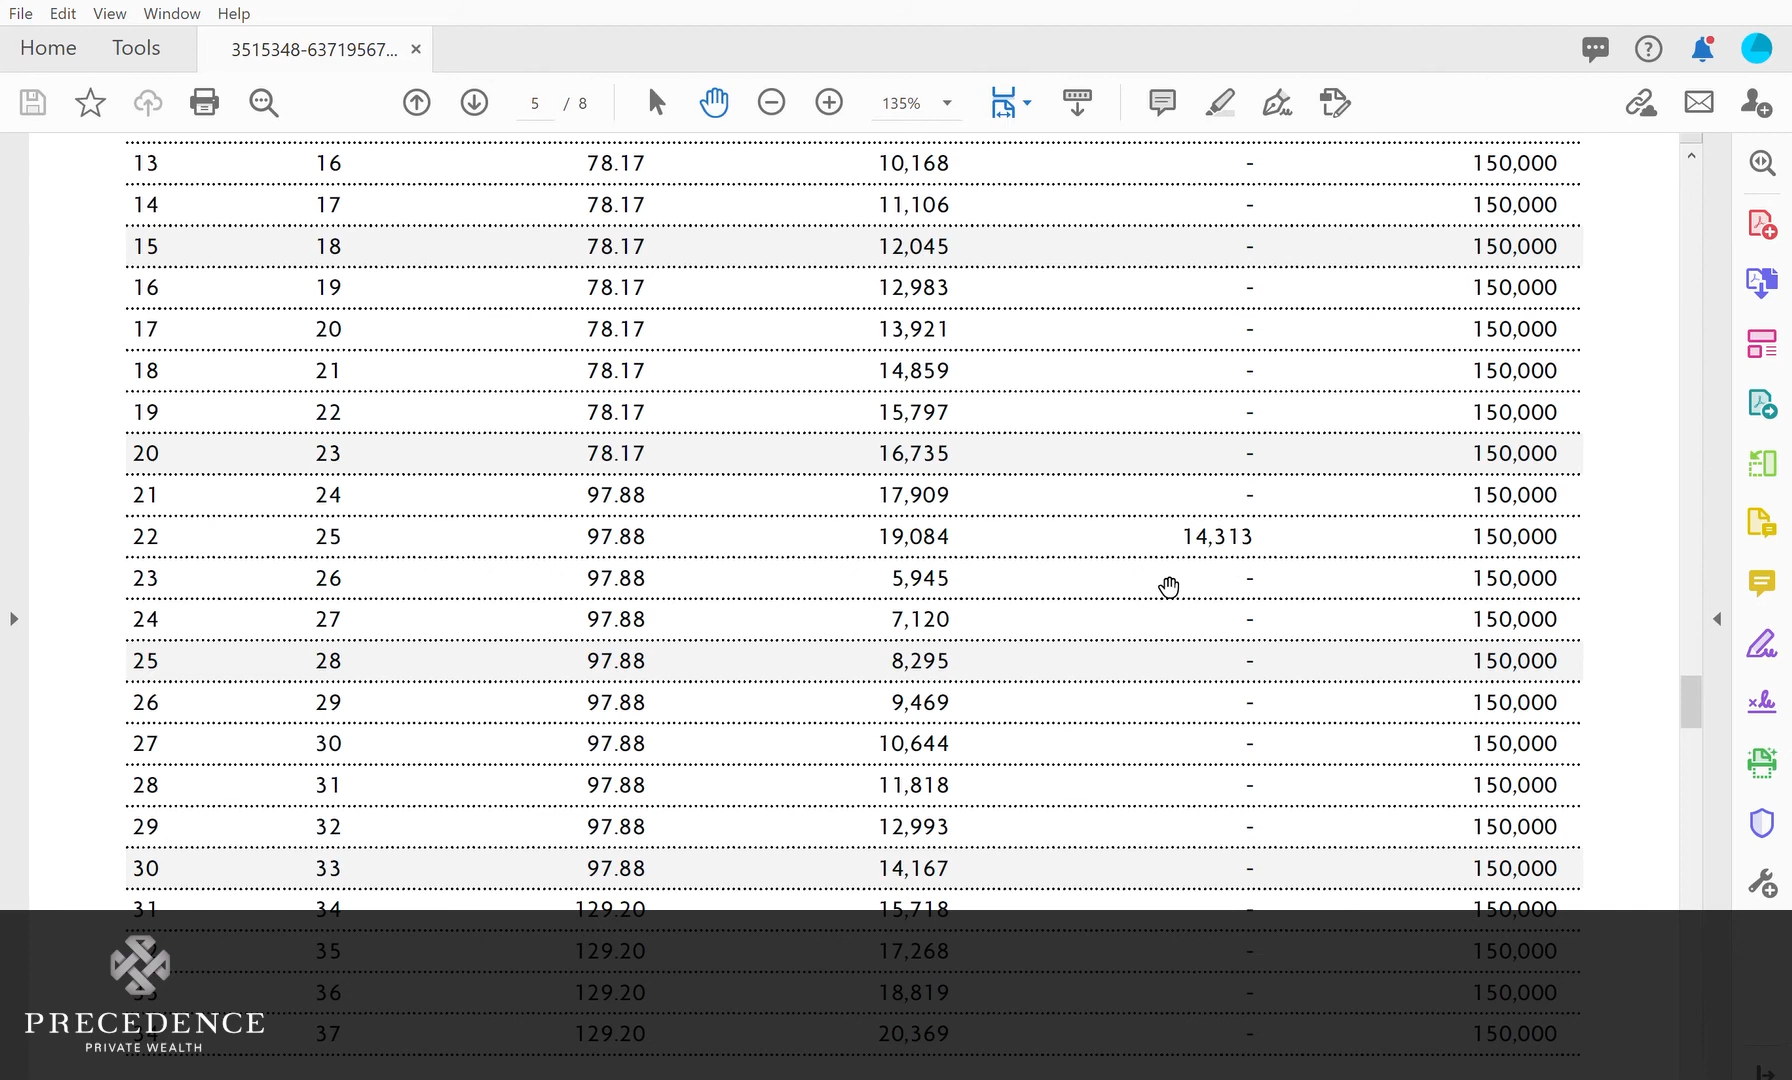 File Edit View Window Help
Home Tools 3515348-63719567... ×
5 / 8 135%
13 16 78.17 10,168 - 150,000
14 17 78.17 11,106 - 150,000
15 18 78.17 12,045 - 150,000
16 19 78.17 12,983 - 150,000
17 20 78.17 13,921 - 150,000
18 21 78.17 14,859 - 150,000
19 22 78.17 15,797 - 150,000
20 23 78.17 16,735 - 150,000
21 24 97.88 17,909 - 150,000
22 25 97.88 19,084 14,313 150,000
23 26 97.88 5,945 - 150,000
24 27 97.88 7,120 - 150,000
25 28 97.88 8,295 - 150,000
26 29 97.88 9,469 - 150,000
27 30 97.88 10,644 - 150,000
28 31 97.88 11,818 - 150,000
29 32 97.88 12,993 - 150,000
30 33 97.88 14,167 - 150,000
31 34 129.20 15,718 - 150,000
35 129.20 17,268 - 150,000
36 129.20 18,819 - 150,000
37 129.20 20,369 - 150,000
PRECEDENCE
PRIVATE WEALTH